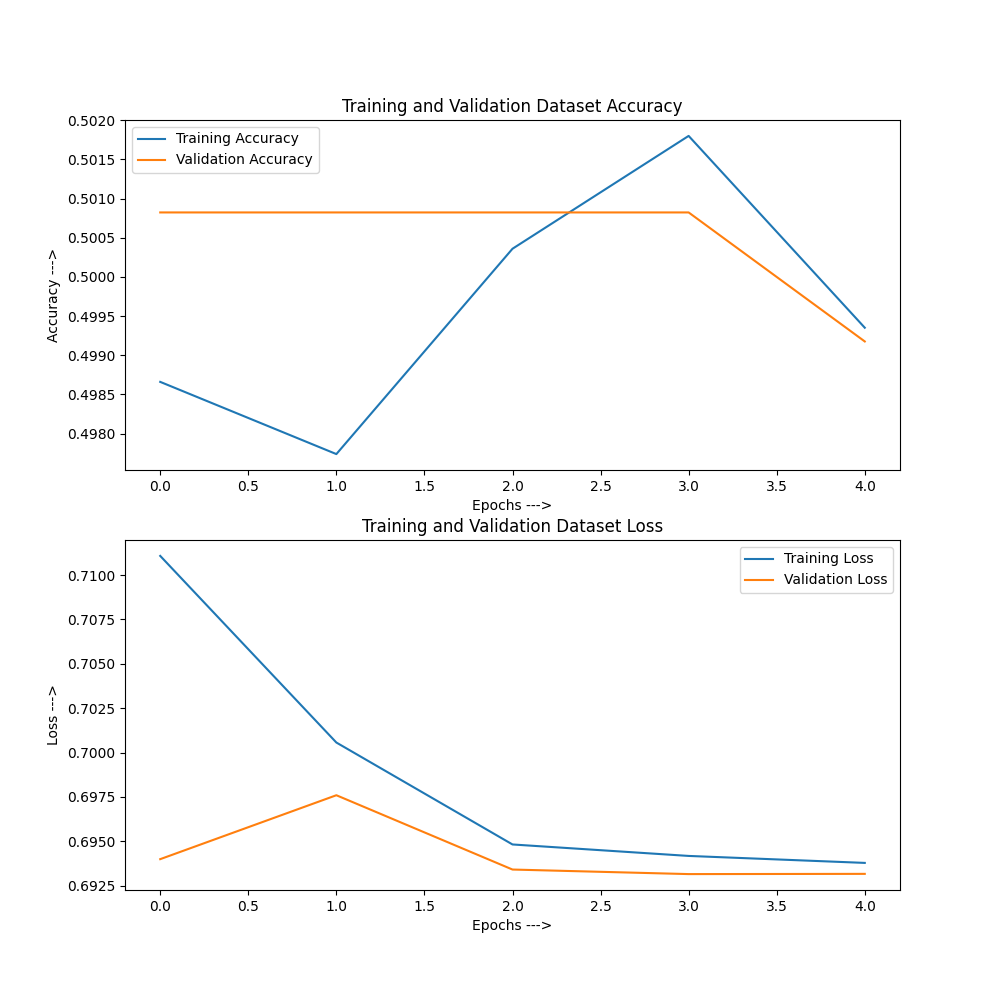 Training and Validation Dataset Accuracy
0.5020
0.5015
0.5010
0.5005
0.5000
0.4995
0.4990
0.4985
0.4980
Accuracy --->
Training Accuracy
Validation Accuracy
0.0 0.5 1.0 1.5 2.0 2.5 3.0 3.5 4.0
Epochs --->
Training and Validation Dataset Loss
0.7100
0.7075
0.7050
0.7025
0.7000
0.6975
0.6950
0.6925
Loss --->
Training Loss
Validation Loss
0.0 0.5 1.0 1.5 2.0 2.5 3.0 3.5 4.0
Epochs --->